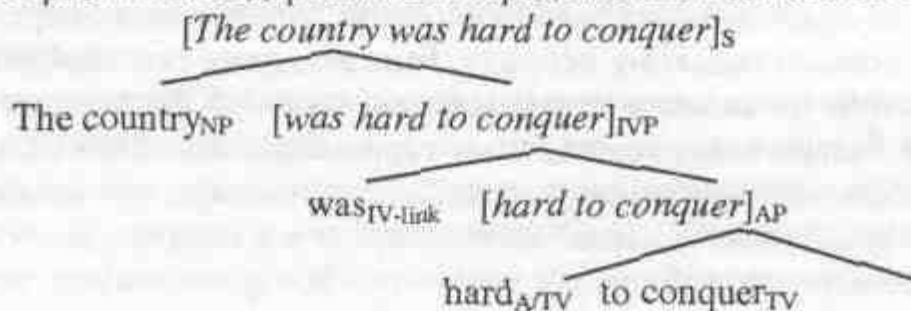 [The country was hard to conquer]S
The countryNP [was hard to conquer]IVP
wasIV-link [hard to conquer]AP
hardA/TV to conquerTV